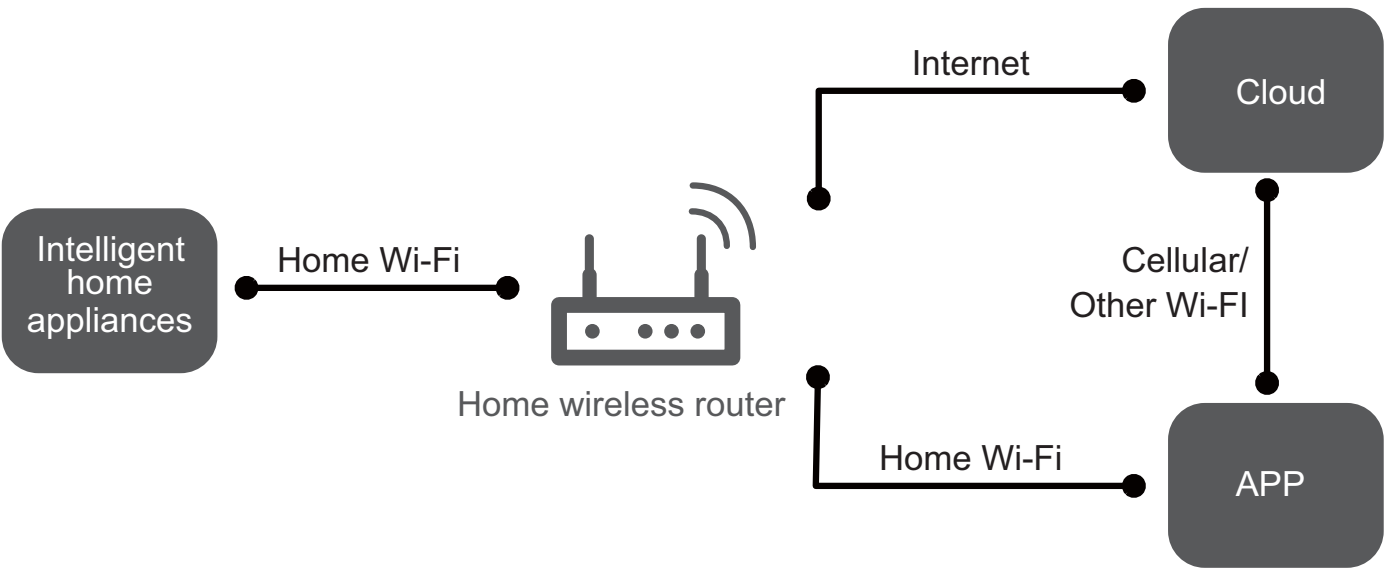 Internet
Cloud
Intelligent
home
appliances
Home Wi-Fi
Cellular/
Other Wi-FI
Home wireless router
Home Wi-Fi
APP